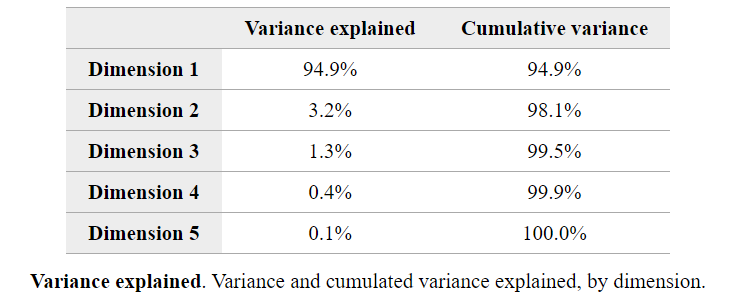 Variance explained Cumulative variance
Dimension 1 94.9% 94.9%
Dimension 2 3.2% 98.1%
Dimension 3 1.3% 99.5%
Dimension 4 0.4% 99.9%
Dimension 5 0.1% 100.0%
Variance explained. Variance and cumulated variance explained, by dimension.